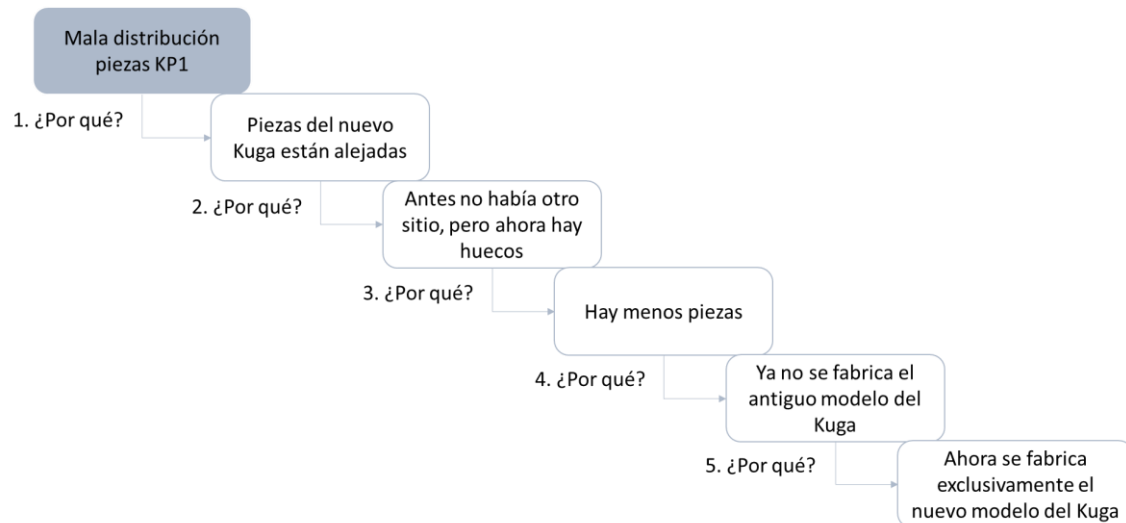 Mala distribución
piezas KP1
1. ¿Por qué?
Piezas del nuevo
Kuga están alejadas
2. ¿Por qué?
Antes no había otro
sitio, pero ahora hay
huecos
3. ¿Por qué?
Hay menos piezas
4. ¿Por qué?
Ya no se fabrica el
antiguo modelo del
Kuga
5. ¿Por qué?
Ahora se fabrica
exclusivamente el
nuevo modelo del Kuga